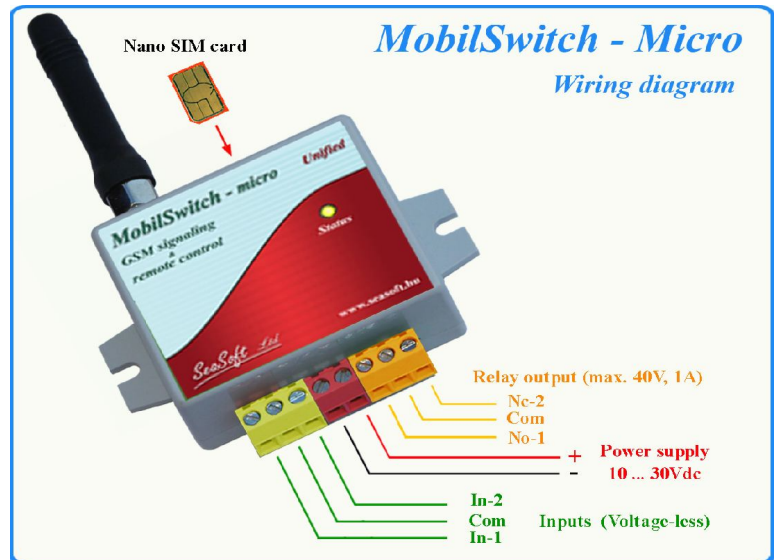 MobilSwitch - Micro
Wiring diagram
Nano SIM card
Unified
MobilSwitch - micro
GSM signaling
&
remote control
Status
www.seasoft.hu
SeaSoft Ltd
Relay output (max. 40V, 1A)
Nc-2
Com
No-1
+ Power supply
- 10 ... 30Vdc
In-2
Com Inputs (Voltage-less)
In-1